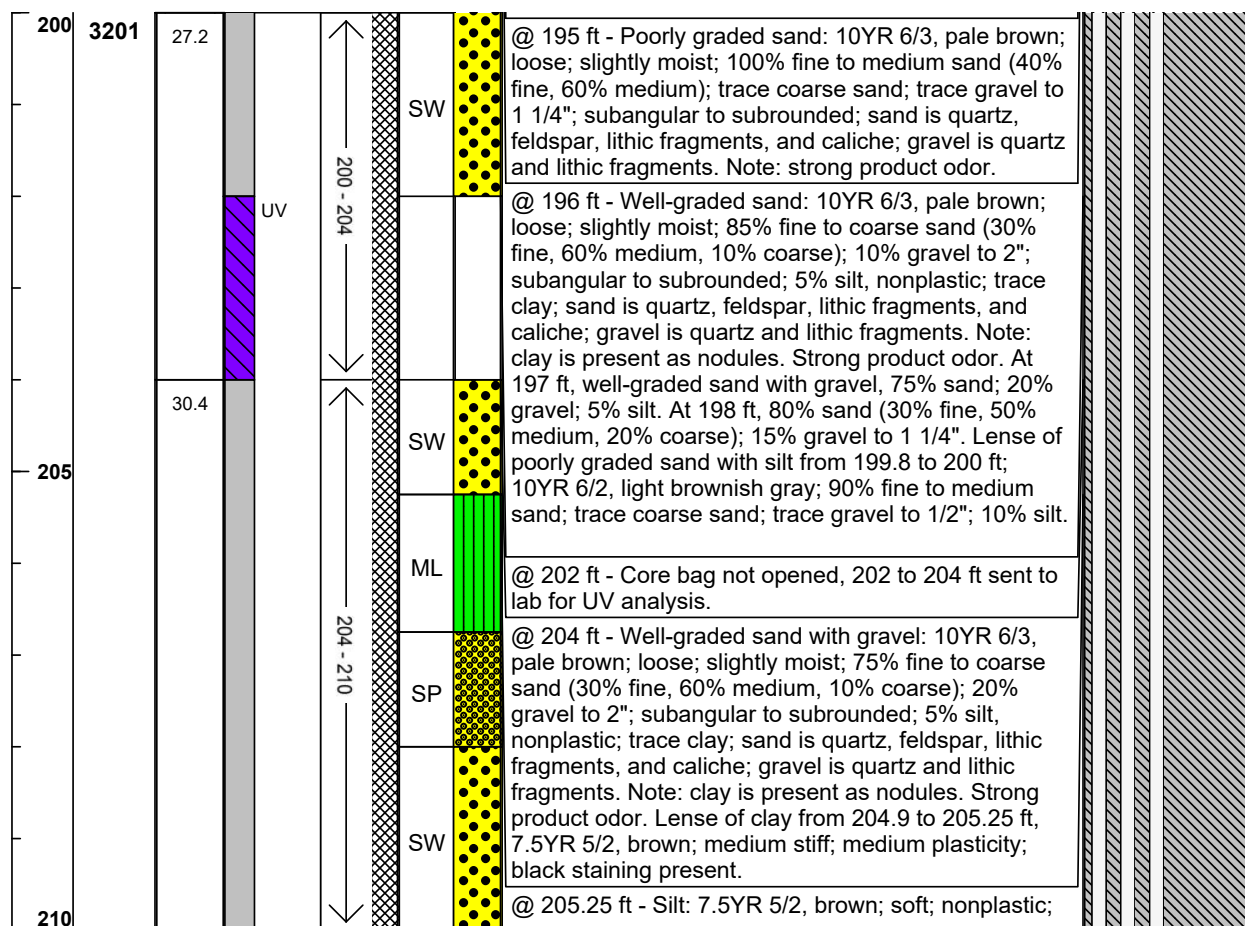 200
3201
27.2
UV
200 - 204
SW
@ 195 ft - Poorly graded sand: 10YR 6/3, pale brown;
loose; slightly moist; 100% fine to medium sand (40%
fine, 60% medium); trace coarse sand; trace gravel to
1 1/4"; subangular to subrounded; sand is quartz,
feldspar, lithic fragments, and caliche; gravel is quartz
and lithic fragments. Note: strong product odor.
@ 196 ft - Well-graded sand: 10YR 6/3, pale brown;
loose; slightly moist; 85% fine to coarse sand (30%
fine, 60% medium, 10% coarse); 10% gravel to 2";
subangular to subrounded; 5% silt, nonplastic; trace
clay; sand is quartz, feldspar, lithic fragments, and
caliche; gravel is quartz and lithic fragments. Note:
clay is present as nodules. Strong product odor. At
197 ft, well-graded sand with gravel, 75% sand; 20%
gravel; 5% silt. At 198 ft, 80% sand (30% fine, 50%
medium, 20% coarse); 15% gravel to 1 1/4". Lense of
poorly graded sand with silt from 199.8 to 200 ft;
10YR 6/2, light brownish gray; 90% fine to medium
sand; trace coarse sand; trace gravel to 1/2"; 10% silt.
30.4
205
204 - 210
SW
ML
SP
SW
@ 202 ft - Core bag not opened, 202 to 204 ft sent to
lab for UV analysis.
@ 204 ft - Well-graded sand with gravel: 10YR 6/3,
pale brown; loose; slightly moist; 75% fine to coarse
sand (30% fine, 60% medium, 10% coarse); 20%
gravel to 2"; subangular to subrounded; 5% silt,
nonplastic; trace clay; sand is quartz, feldspar, lithic
fragments, and caliche; gravel is quartz and lithic
fragments. Note: clay is present as nodules. Strong
product odor. Lense of clay from 204.9 to 205.25 ft,
7.5YR 5/2, brown; medium stiff; medium plasticity;
black staining present.
@ 205.25 ft - Silt: 7.5YR 5/2, brown; soft; nonplastic;
210